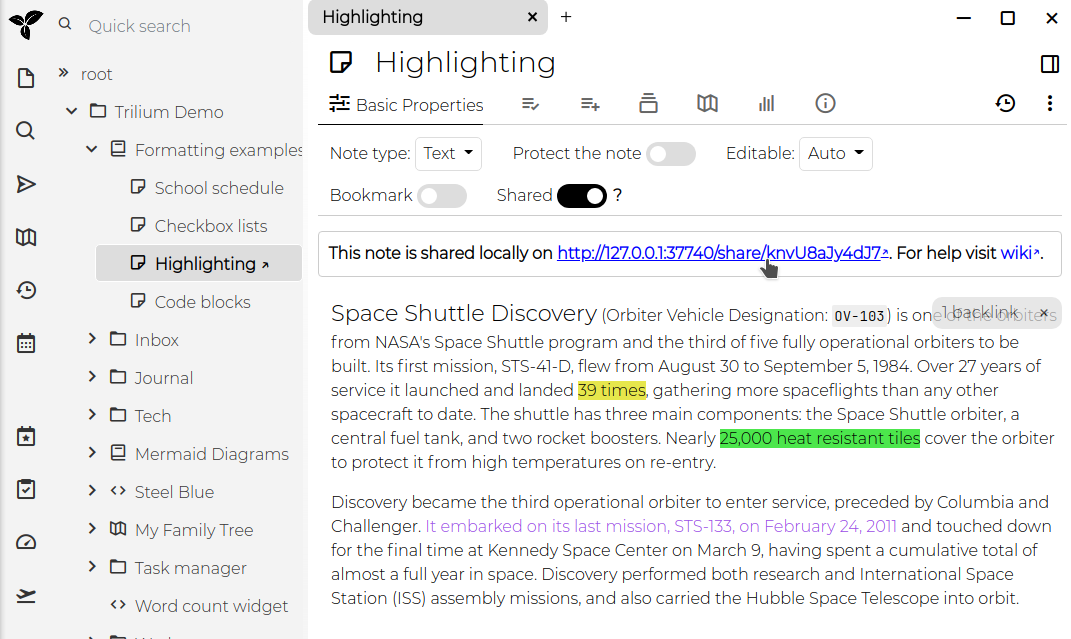 Quick search
root
Trilium Demo
Formatting examples
School schedule
Checkbox lists
Highlighting
Code blocks
Inbox
Journal
Tech
Mermaid Diagrams
Steel Blue
My Family Tree
Task manager
Word count widget
Highlighting × +
Highlighting
Basic Properties
Note type: Text Protect the note Editable: Auto
Bookmark Shared ?
This note is shared locally on http://127.0.0.1:37740/share/knvU8aJy4dJ7. For help visit wiki.
1 backlink ×
Space Shuttle Discovery (Orbiter Vehicle Designation: OV-103) is one of the orbiters
from NASA's Space Shuttle program and the third of five fully operational orbiters to be
built. Its first mission, STS-41-D, flew from August 30 to September 5, 1984. Over 27 years of
service it launched and landed 39 times, gathering more spaceflights than any other
spacecraft to date. The shuttle has three main components: the Space Shuttle orbiter, a
central fuel tank, and two rocket boosters. Nearly 25,000 heat resistant tiles cover the orbiter
to protect it from high temperatures on re-entry.
Discovery became the third operational orbiter to enter service, preceded by Columbia and
Challenger. It embarked on its last mission, STS-133, on February 24, 2011 and touched down
for the final time at Kennedy Space Center on March 9, having spent a cumulative total of
almost a full year in space. Discovery performed both research and International Space
Station (ISS) assembly missions, and also carried the Hubble Space Telescope into orbit.